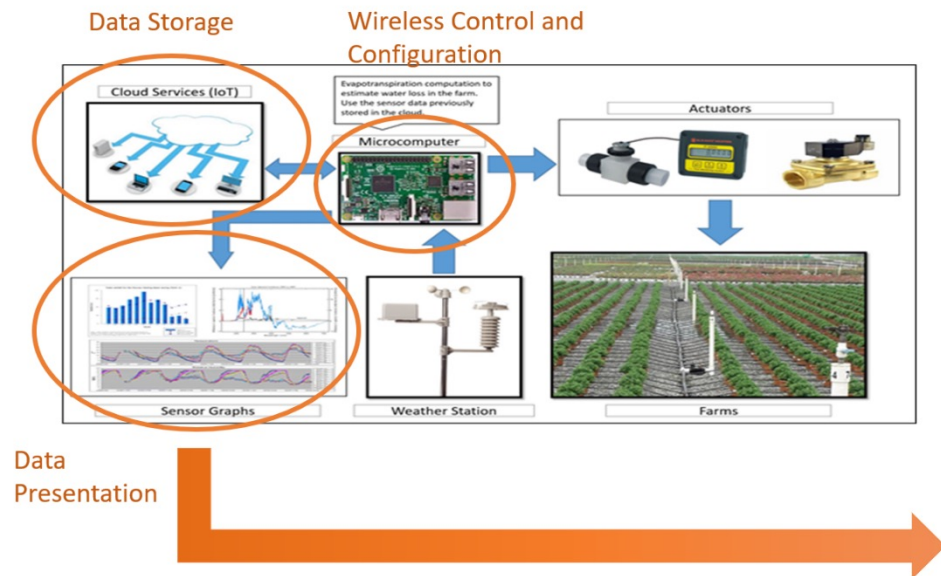 Data Storage
Wireless Control and
Configuration
Cloud Services (IoT)
Evapotranspiration computation to
estimate water loss in the farm.
Use the sensor data previously
stored in the cloud.
Microcomputer
Actuators
Sensor Graphs
Weather Station
Farms
Data
Presentation